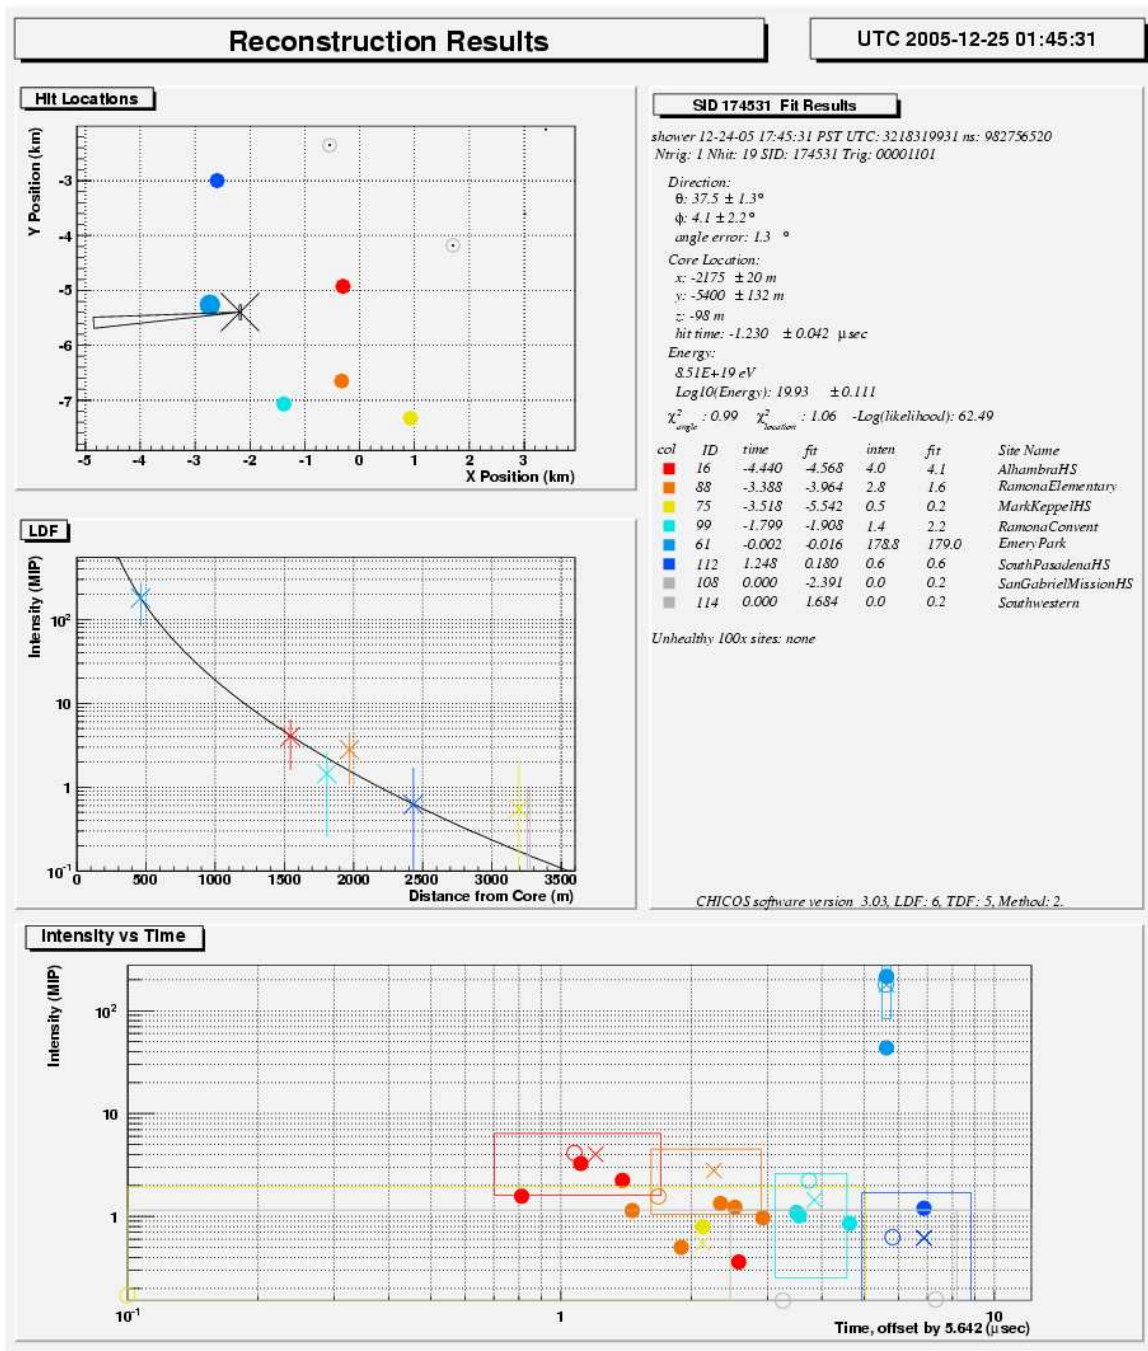 Reconstruction Results
UTC 2005-12-25 01:45:31
Hit Locations
Y Position (km)
-3
-4
-5
-6
-7
-5 -4 -3 -2 -1 0 1 2 3
X Position (km)
SID 174531 Fit Results
shower 12-24-05 17:45:31 PST UTC: 3218319931 ns: 982756520
Ntrig: 1 Nhit: 19 SID: 174531 Trig: 00001101
Direction:
θ: 37.5 ± 1.3°
ϕ: 4.1 ± 2.2°
angle error: 1.3 °
Core Location:
x: -2175 ± 20 m
y: -5400 ± 132 m
z: -98 m
hit time: -1.230 ± 0.042 μsec
Energy:
8.51E+19 eV
Log10(Energy): 19.93 ± 0.111
χ²angle : 0.99 χ²location : 1.06 -Log(likelihood): 62.49
col ID time fit inten fit Site Name
16 -4.440 -4.568 4.0 4.1 AlhambraHS
88 -3.388 -3.964 2.8 1.6 RamonaElementary
75 -3.518 -5.542 0.5 0.2 MarkKeppelHS
99 -1.799 -1.908 1.4 2.2 RamonaConvent
61 -0.002 -0.016 178.8 179.0 EmeryPark
112 1.248 0.180 0.6 0.6 SouthPasadenaHS
108 0.000 -2.391 0.0 0.2 SanGabrielMissionHS
114 0.000 1.684 0.0 0.2 Southwestern
Unhealthy 100x sites: none
CHICOS software version 3.03, LDF: 6, TDF: 5, Method: 2.
LDF
Intensity (MIP)
10²
10
1
10⁻¹
0 500 1000 1500 2000 2500 3000 3500
Distance from Core (m)
Intensity vs Time
Intensity (MIP)
10²
10
1
10⁻¹ 1 10
Time, offset by 5.642 (μsec)